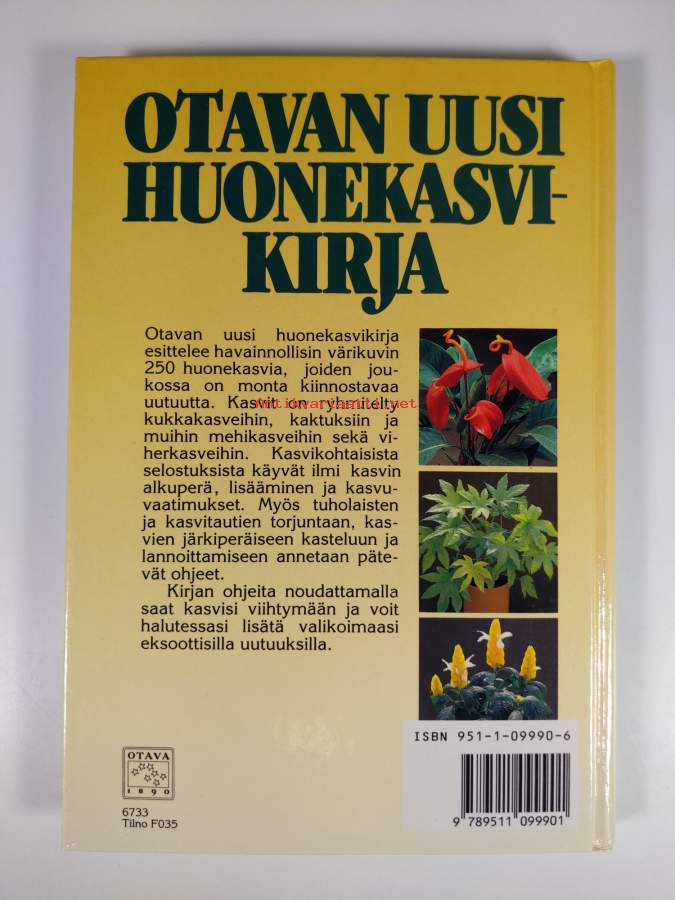 OTAVAN UUSI
HUONEKASVI-
KIRJA
Otavan uusi huonekasvikirja
esittelee havainnollisin värikuvin
250 huonekasvia, joiden jou-
kossa on monta kiinnostavaa
uutuutta. Kasvit on ryhmitelty
Antikvariaatti.net
kukkakasveihin, kaktuksiin ja
muihin mehikasveihin sekä vi-
herkasveihin. Kasvikohtaisista
selostuksista käyvät ilmi kasvin
alkuperä, lisääminen ja kasvu-
vaatimukset. Myös tuholaisten
ja kasvitautien torjuntaan, kas-
vien järkiperäiseen kasteluun ja
lannoittamiseen annetaan päte-
vät ohjeet.
Kirjan ohjeita noudattamalla
saat kasvisi viihtymään ja voit
halutessasi lisätä valikoimaasi
eksoottisilla uutuuksilla.
ISBN 951-1-09990-6
9 789511 099901
OTAVA
1890
6733
Tilno F035